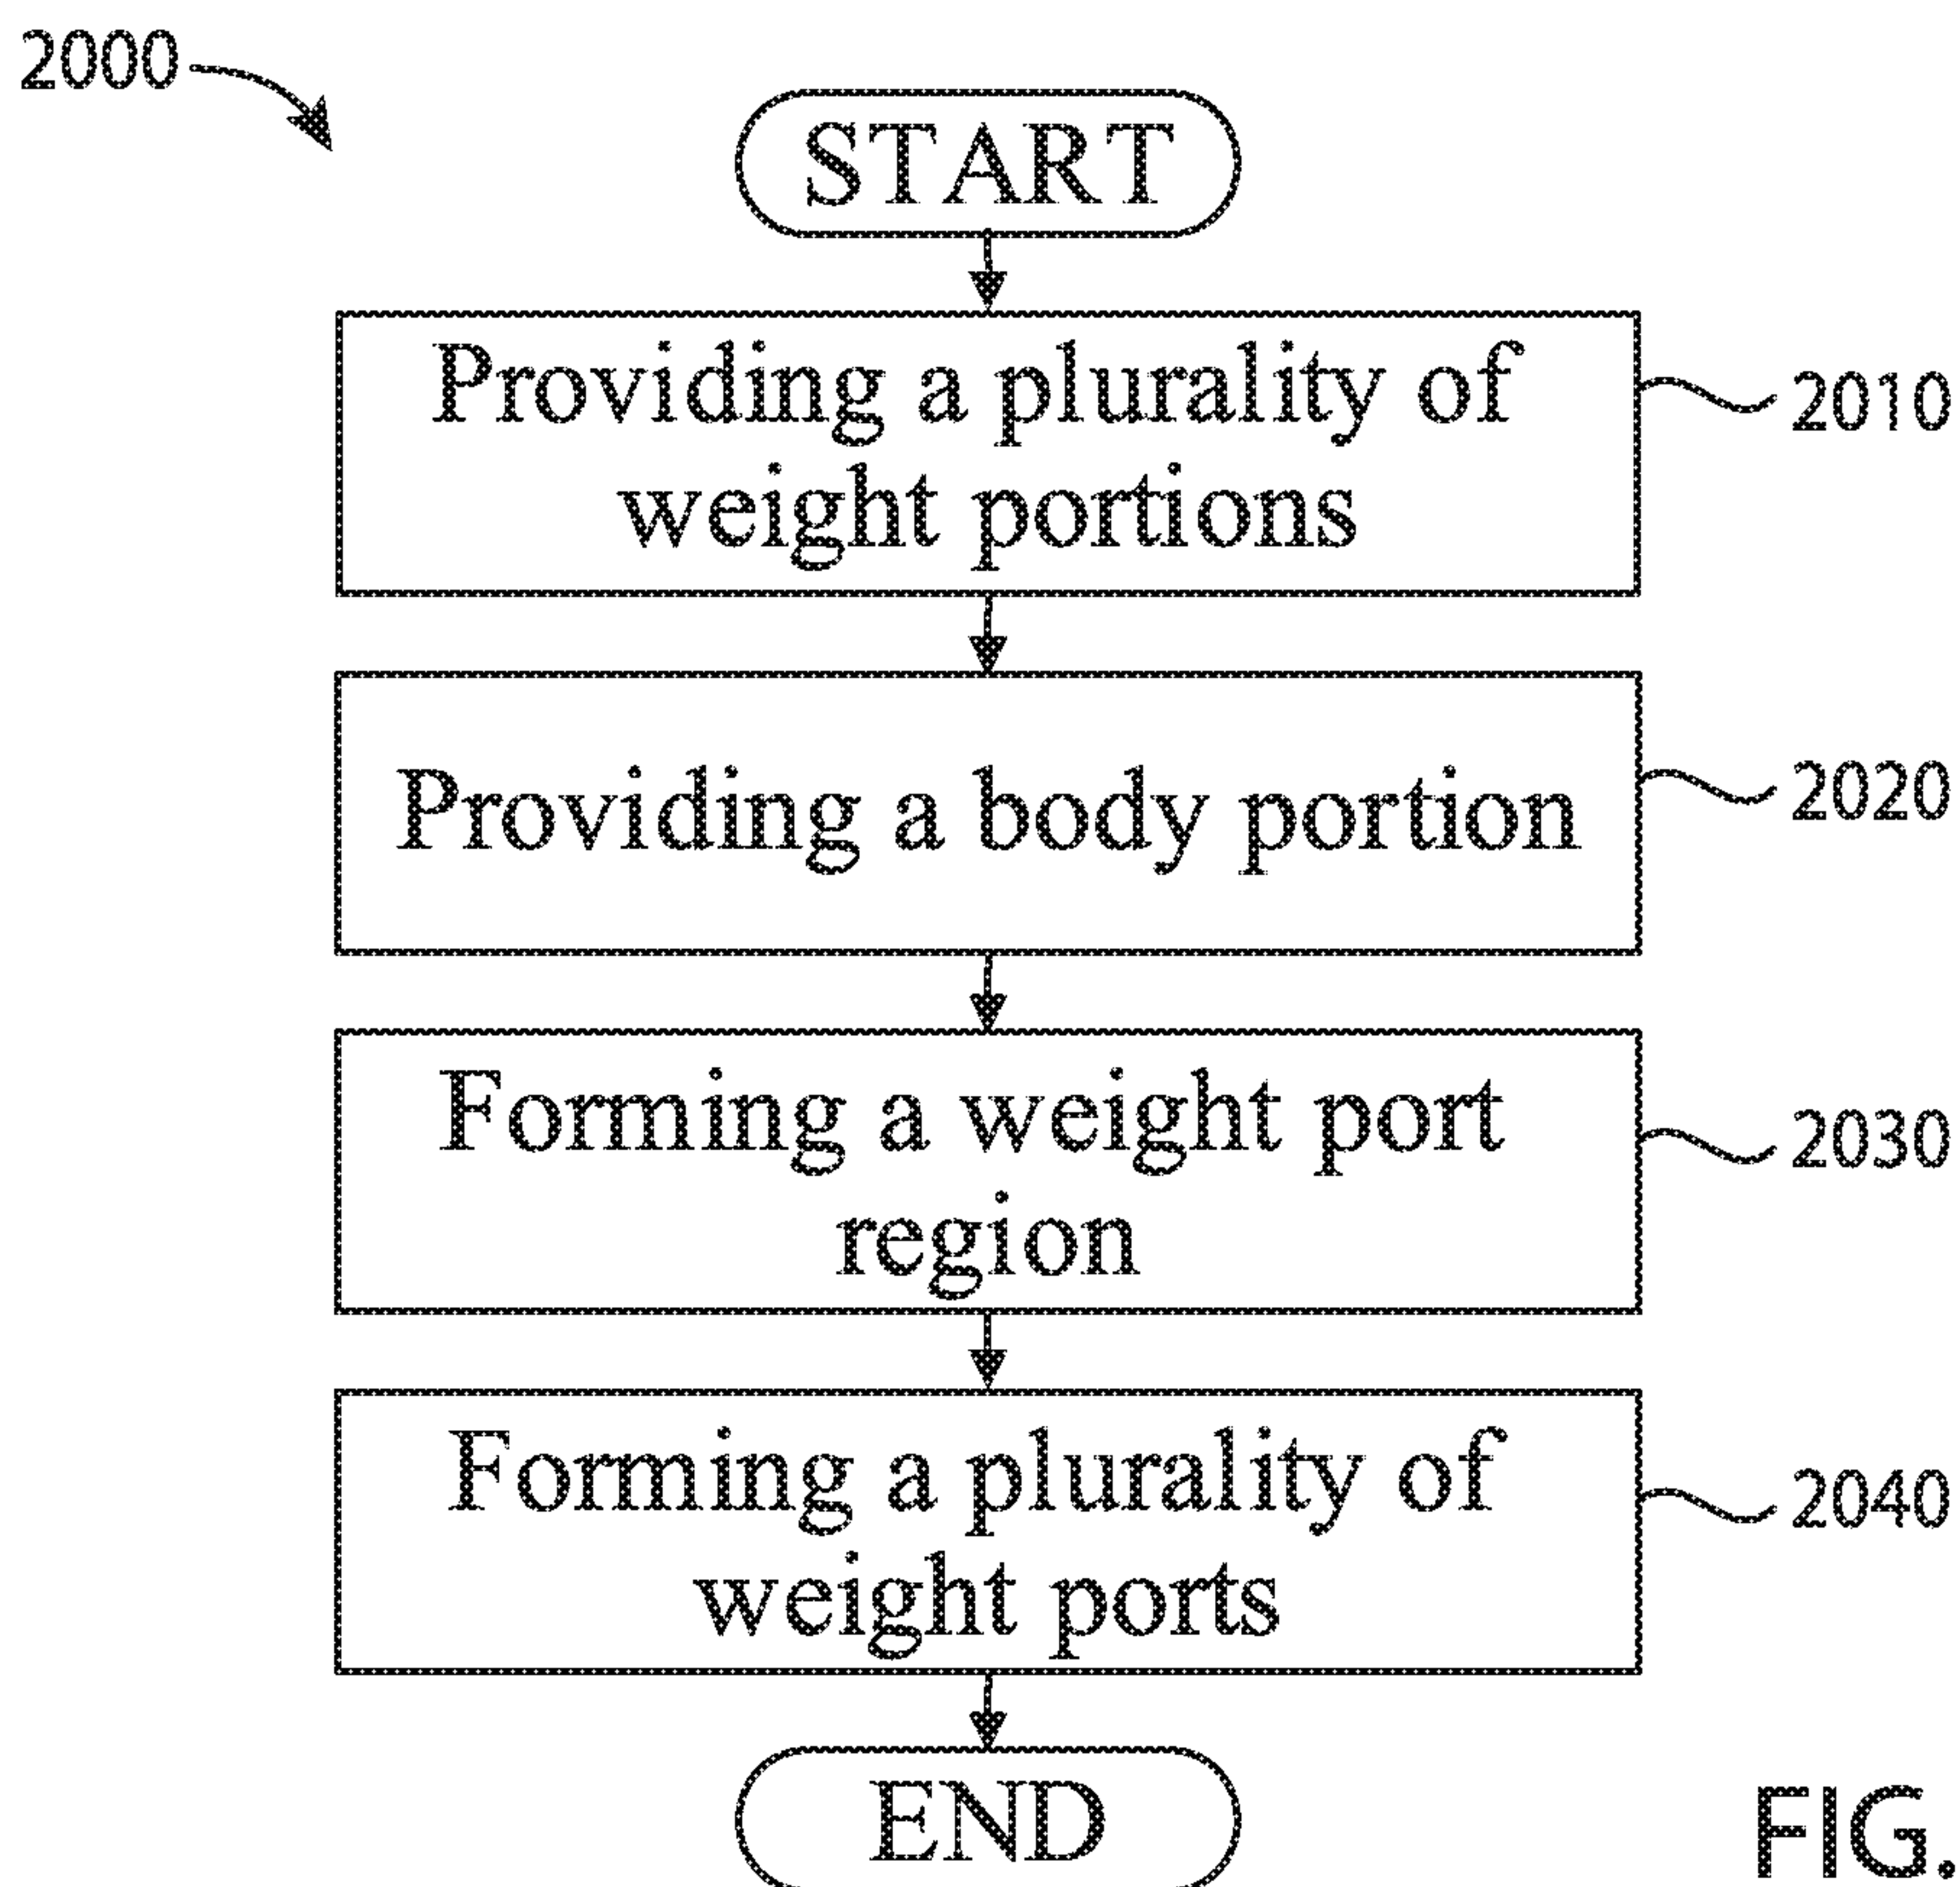 2000
START
Providing a plurality of
weight portions
2010
Providing a body portion
2020
Forming a weight port
region
2030
Forming a plurality of
weight ports
2040
END
FIG.